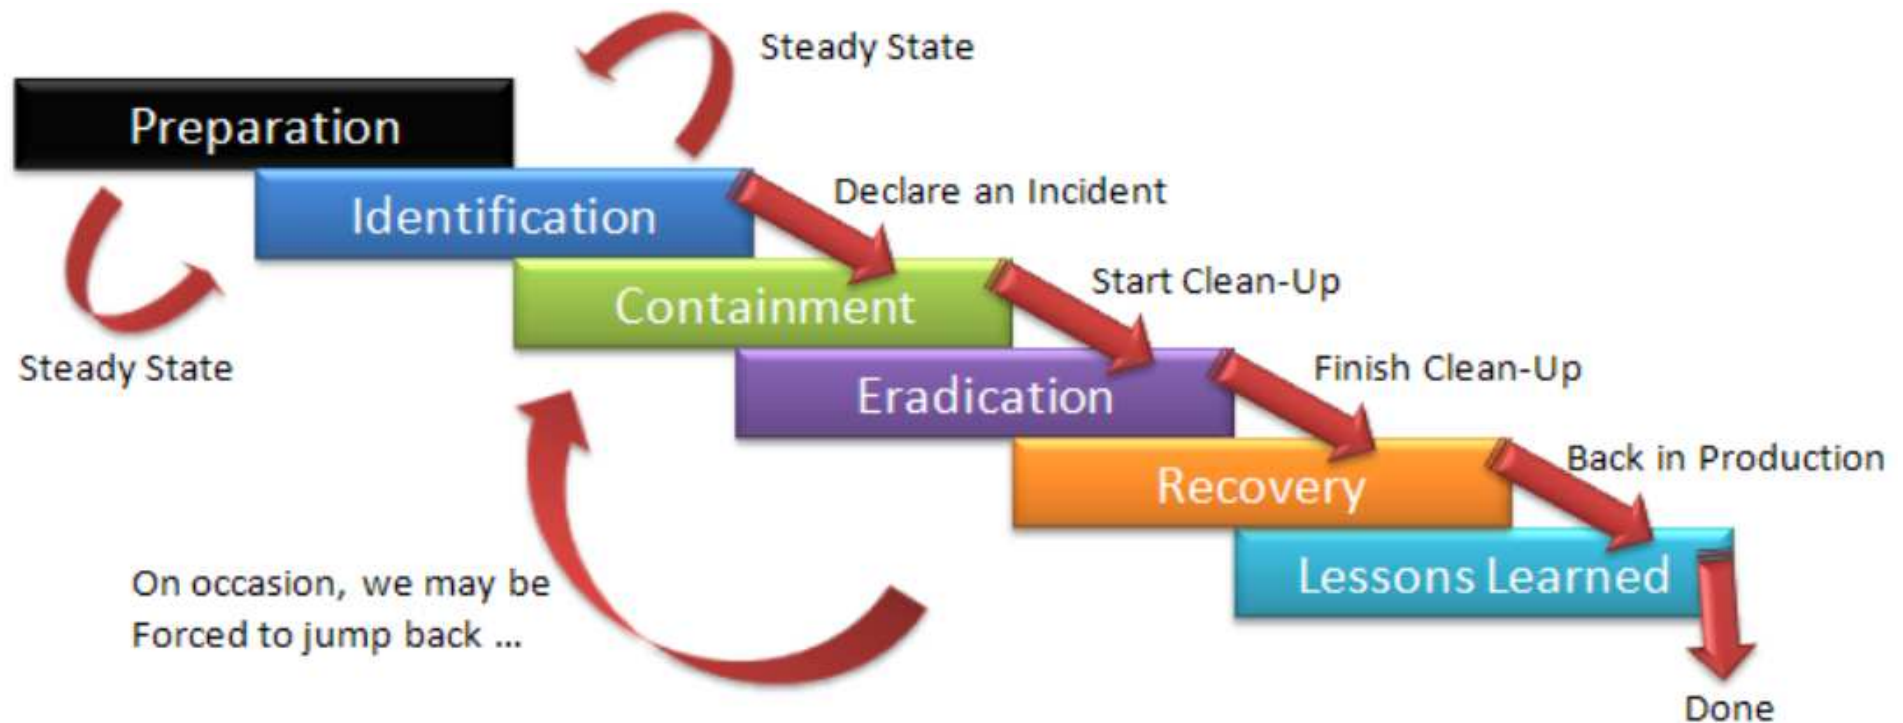 Steady State
Preparation
Declare an Incident
Identification
Start Clean-Up
Containment
Steady State
Finish Clean-Up
Eradication
Back in Production
Recovery
Lessons Learned
On occasion, we may be
Forced to jump back ...
Done